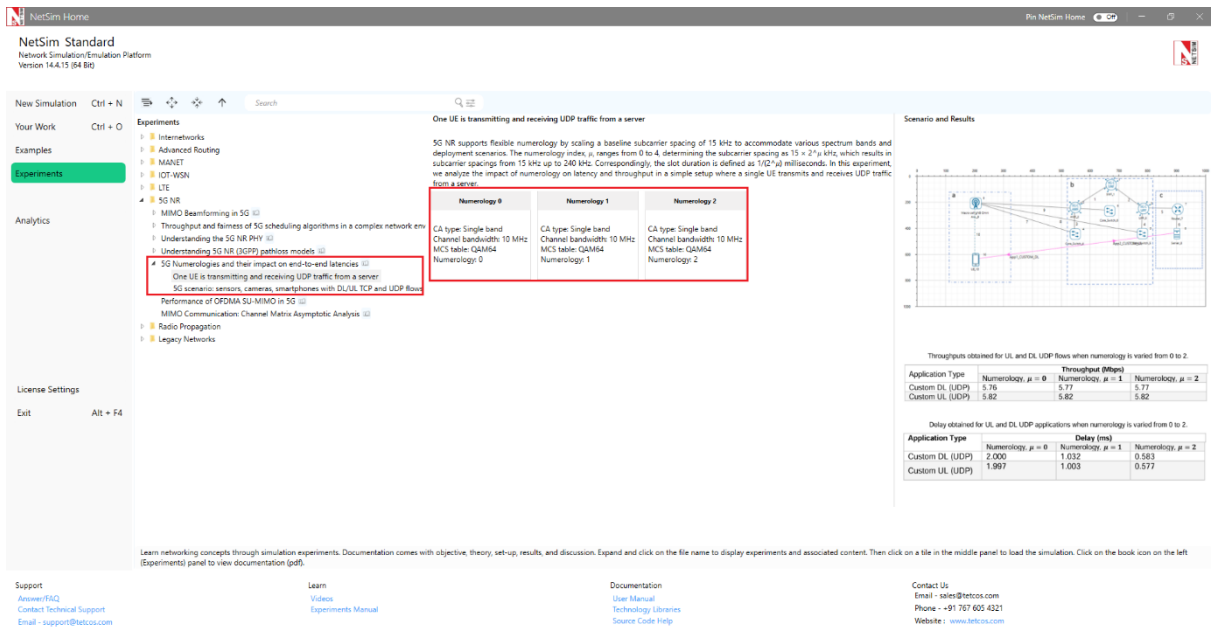 NetSim Home
Pin NetSim Home Off
NetSim Standard
Network Simulation/Emulation Platform
Version 14.4.15 (64 Bit)
NETSIM
New Simulation Ctrl + N
Your Work Ctrl + O
Examples
Experiments
Analytics
License Settings
Exit Alt + F4
Search
Experiments
Internetworks
Advanced Routing
MANET
IOT-WSN
LTE
5G NR
MIMO Beamforming in 5G
Throughput and fairness of 5G scheduling algorithms in a complex network env
Understanding the 5G NR PHY
Understanding 5G NR (3GPP) pathloss models
5G Numerologies and their impact on end-to-end latencies
One UE is transmitting and receiving UDP traffic from a server
5G scenario: sensors, cameras, smartphones with DL/UL TCP and UDP flows
Performance of OFDMA SU-MIMO in 5G
MIMO Communication: Channel Matrix Asymptotic Analysis
Radio Propagation
Legacy Networks
One UE is transmitting and receiving UDP traffic from a server
5G NR supports flexible numerology by scaling a baseline subcarrier spacing of 15 kHz to accommodate various spectrum bands and
deployment scenarios. The numerology index, μ, ranges from 0 to 4, determining the subcarrier spacing as 15 × 2^μ kHz, which results in
subcarrier spacings from 15 kHz up to 240 kHz. Correspondingly, the slot duration is defined as 1/(2^μ) milliseconds. In this experiment,
we analyze the impact of numerology on latency and throughput in a simple setup where a single UE transmits and receives UDP traffic
from a server.
Numerology 0
CA type: Single band
Channel bandwidth: 10 MHz
MCS table: QAM64
Numerology: 0
Numerology 1
CA type: Single band
Channel bandwidth: 10 MHz
MCS table: QAM64
Numerology: 1
Numerology 2
CA type: Single band
Channel bandwidth: 10 MHz
MCS table: QAM64
Numerology: 2
Scenario and Results
a
b
c
Throughputs obtained for UL and DL UDP flows when numerology is varied from 0 to 2.
Application Type Throughput (Mbps)
Numerology, μ = 0 Numerology, μ = 1 Numerology, μ = 2
Custom DL (UDP) 5.76 5.77 5.77
Custom UL (UDP) 5.82 5.82 5.82
Delay obtained for UL and DL UDP applications when numerology is varied from 0 to 2.
Application Type Delay (ms)
Numerology, μ = 0 Numerology, μ = 1 Numerology, μ = 2
Custom DL (UDP) 2.000 1.032 0.583
Custom UL (UDP) 1.997 1.003 0.577
Learn networking concepts through simulation experiments. Documentation comes with objective, theory, set-up, results, and discussion. Expand and click on the file name to display experiments and associated content. Then click on a tile in the middle panel to load the simulation. Click on the book icon on the left
(Experiments) panel to view documentation (pdf).
Support
Answer/FAQ
Contact Technical Support
Email - support@tetcos.com
Learn
Videos
Experiments Manual
Documentation
User Manual
Technology Libraries
Source Code Help
Contact Us
Email - sales@tetcos.com
Phone - +91 767 605 4321
Website : www.tetcos.com